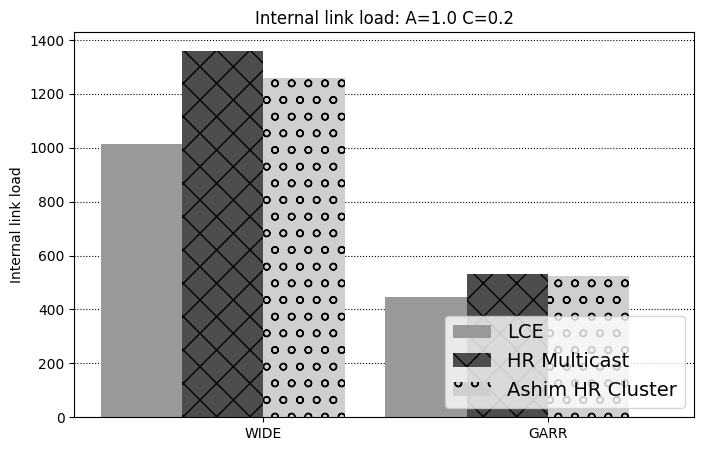 Internal link load: A=1.0 C=0.2
1400
1200
1000
800
600
400
200
0
Internal link load
LCE
HR Multicast
Ashim HR Cluster
WIDE
GARR